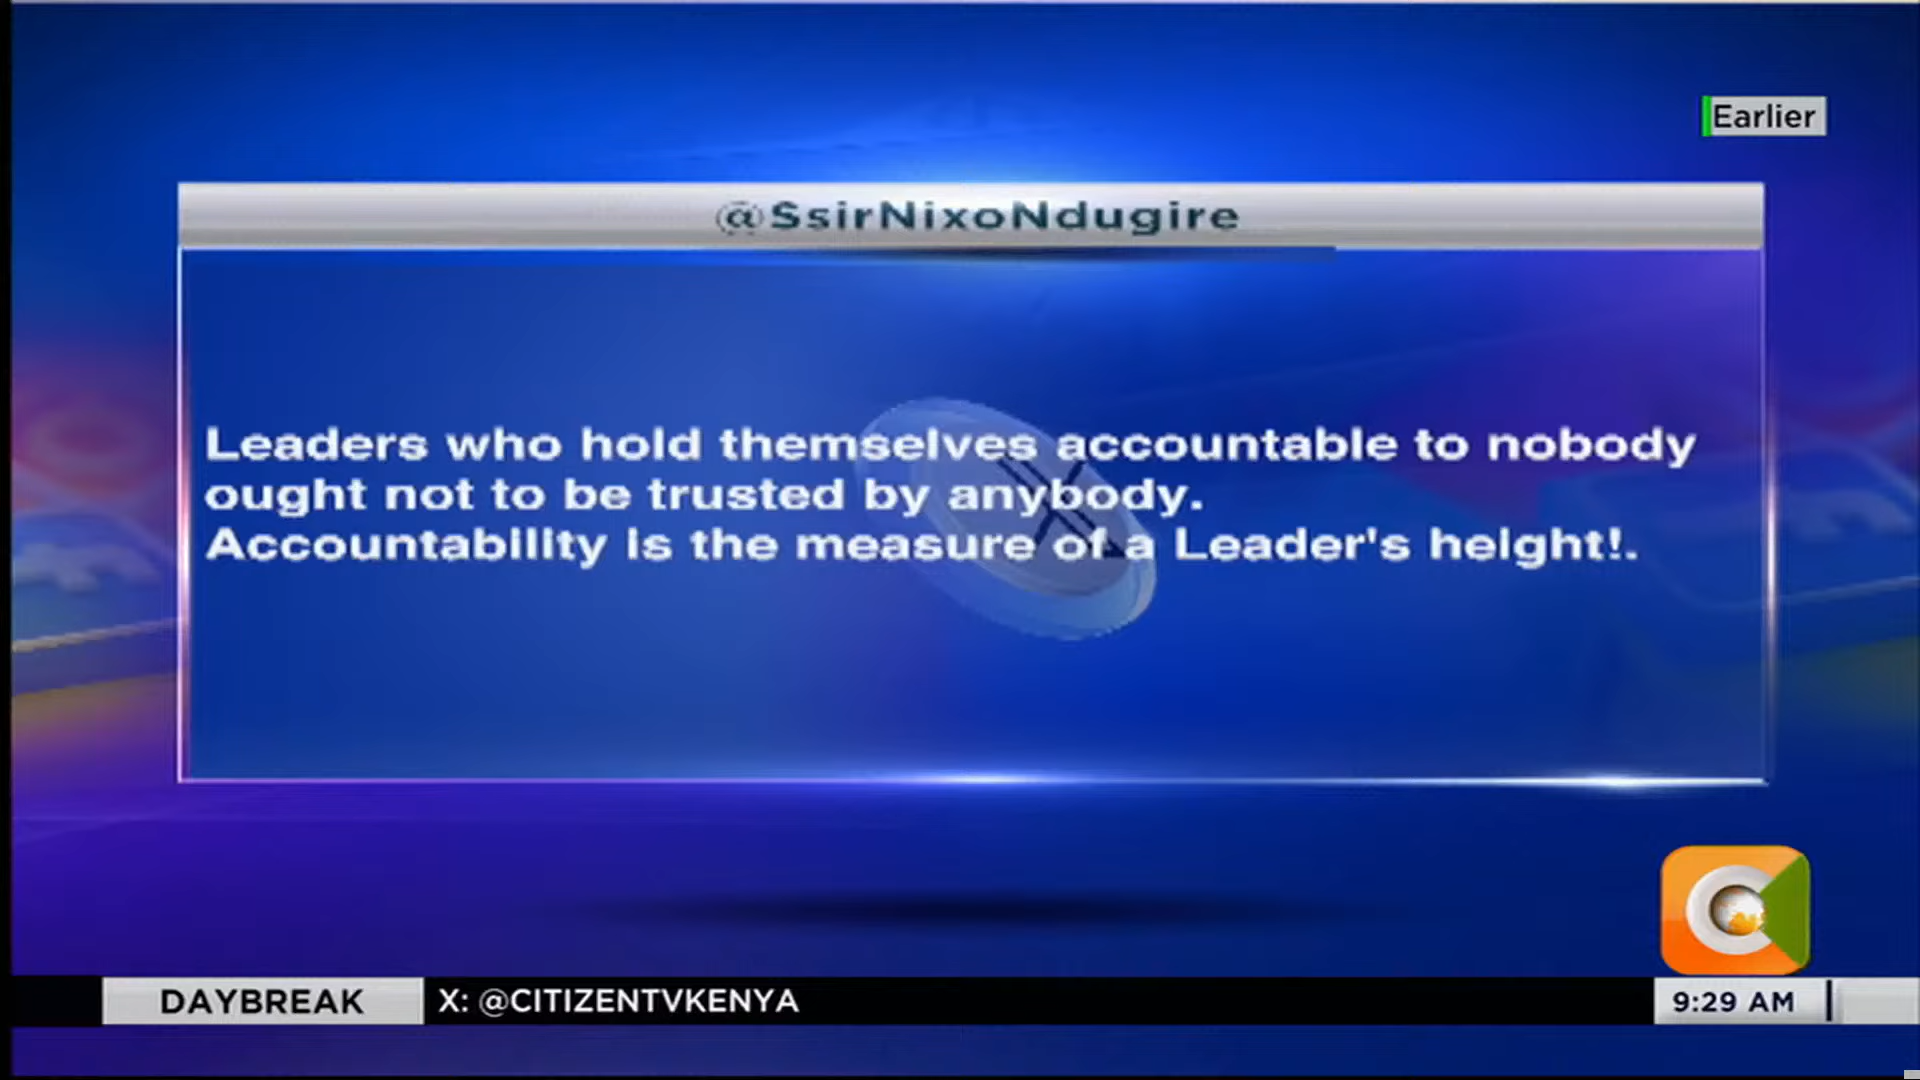 Earlier
@SsirNixoNdugire
Leaders who hold themselves accountable to nobody
ought not to be trusted by anybody.
Accountability is the measure of a Leader's height!.
DAYBREAK
X: @CITIZENTVKENYA
9:29 AM